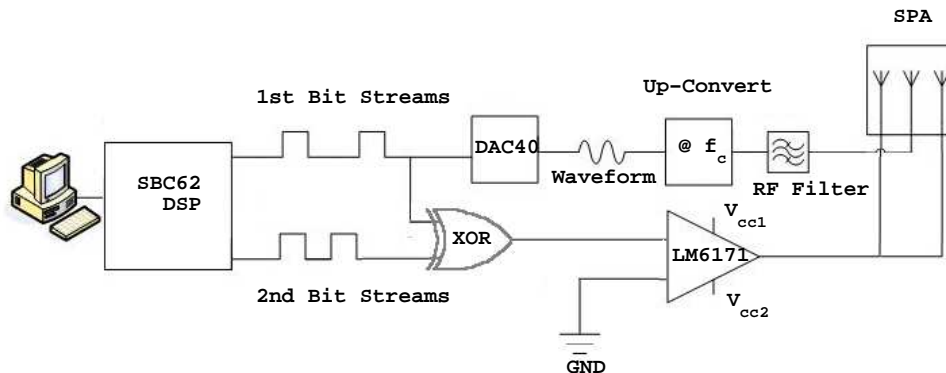 SPA
1st Bit Streams
Up-Convert
SBC62
DSP
DAC40
Waveform
@ fc
RF Filter
XOR
2nd Bit Streams
LM6171
Vcc1
Vcc2
GND